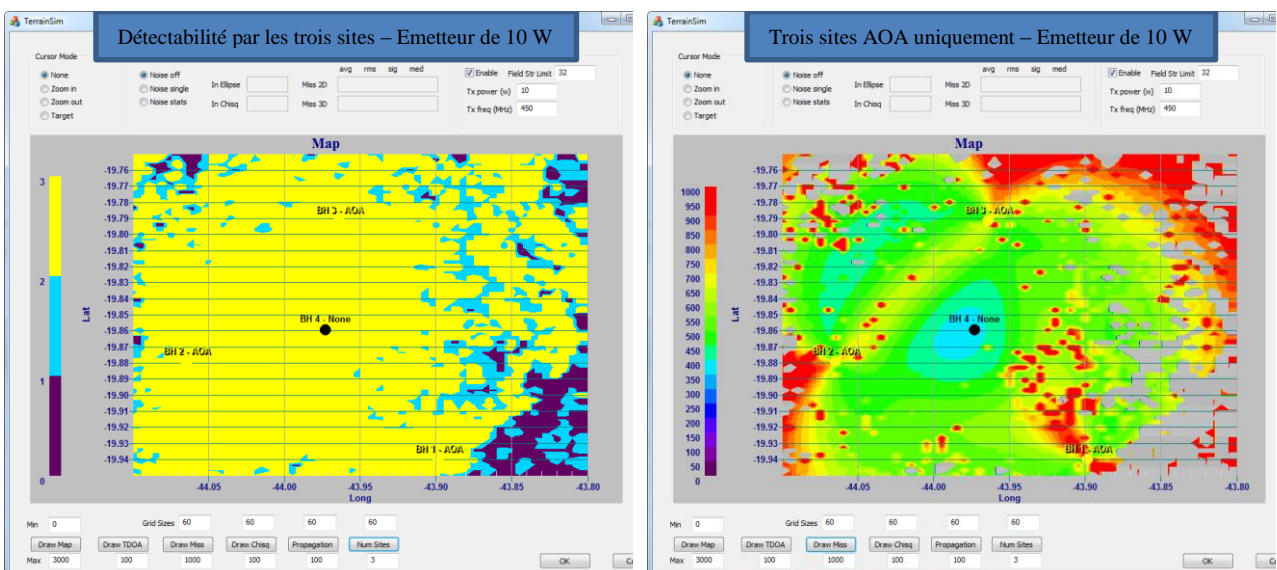 TerrainSim
Détectabilité par les trois sites – Emetteur de 10 W
Cursor Mode
None
Zoom in
Zoom out
Target
Noise off
Noise single
Noise stats
In Ellipse
In Chisq
avg rms sig med
Miss 2D
Miss 3D
Enable Field Str Limit 32
Tx power (w) 10
Tx freq (MHz) 450
Map
3
2
1
0
Lat
-19.76
-19.77
-19.78
-19.79
-19.80
-19.81
-19.82
-19.84
-19.85
-19.86
-19.87
-19.89
-19.90
-19.91
-19.93
-19.94
BH 3 - AOA
BH 4 - None
BH 2 - AOA
BH 1 - AOA
-44.05 -44.00 -43.95 -43.90 -43.85 -43.80
Long
Min 0 Grid Sizes 60 60 60 60
Draw Map Draw TDOA Draw Miss Draw Chisq Propagation Num Sites
Max 3000 100 1000 100 100 3
OK
TerrainSim
Trois sites AOA uniquement – Emetteur de 10 W
Cursor Mode
None
Zoom in
Zoom out
Target
Noise off
Noise single
Noise stats
In Ellipse
In Chisq
avg rms sig med
Miss 2D
Miss 3D
Enable Field Str Limit 32
Tx power (w) 10
Tx freq (MHz) 450
Map
1000
950
900
850
800
750
700
650
600
550
500
450
400
350
300
250
200
150
100
50
0
Lat
-19.76
-19.77
-19.78
-19.79
-19.80
-19.81
-19.82
-19.84
-19.85
-19.86
-19.87
-19.89
-19.90
-19.91
-19.93
-19.94
BH 3 - AOA
BH 4 - None
BH 2 - AOA
BH 1 - AOA
-44.05 -44.00 -43.95 -43.90 -43.85 -43.80
Long
Min 0 Grid Sizes 60 60 60 60
Draw Map Draw TDOA Draw Miss Draw Chisq Propagation Num Sites
Max 3000 100 1000 100 100 3
OK